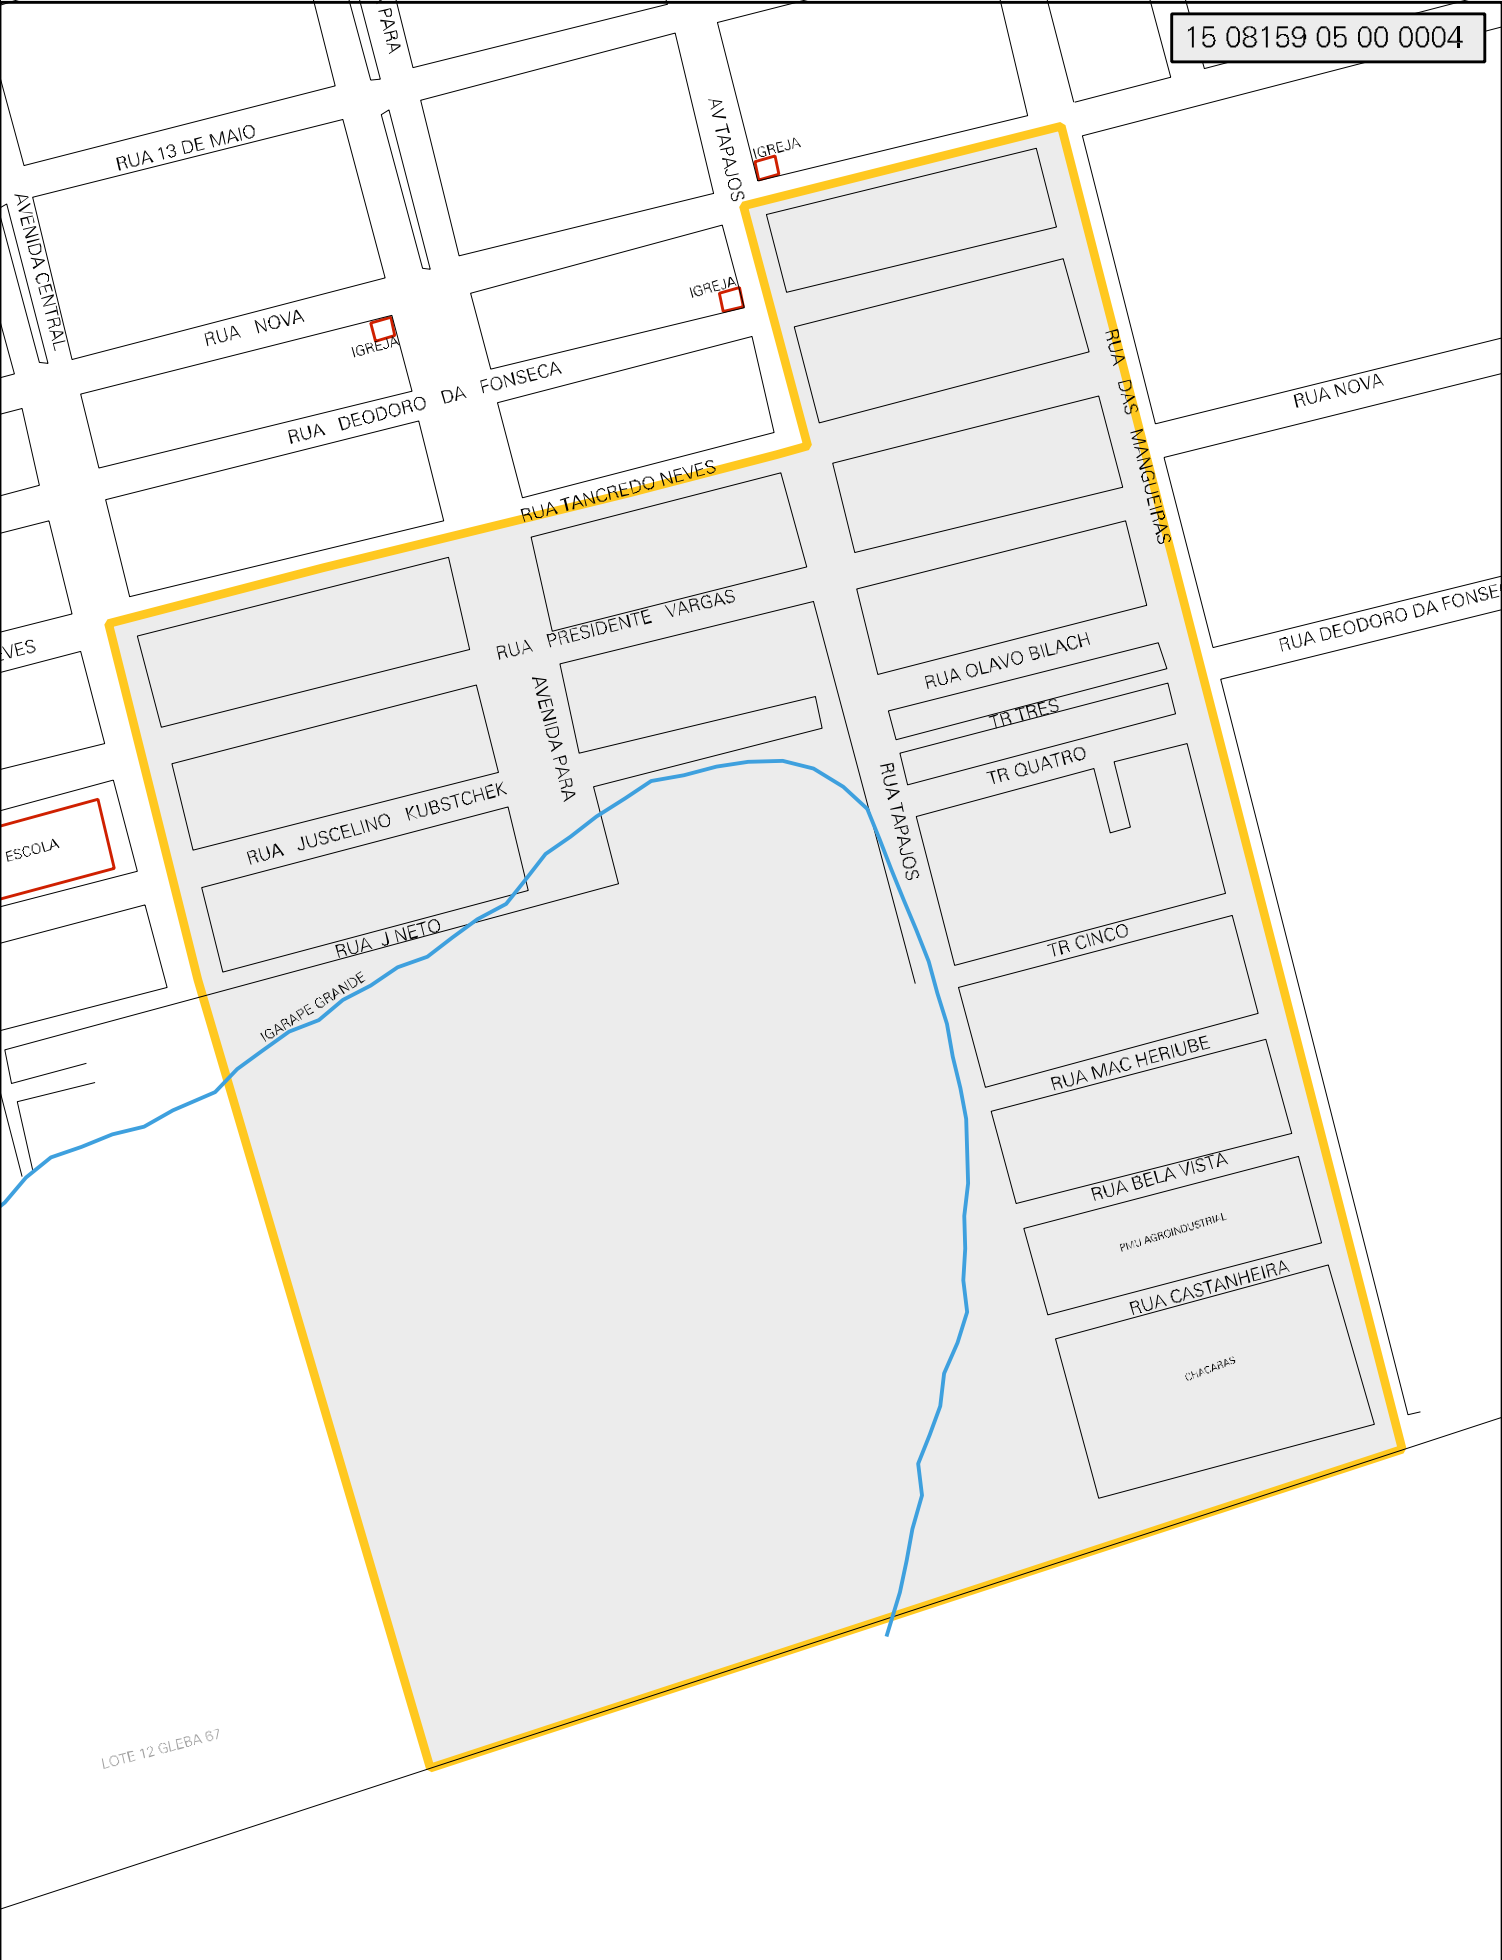 PARA
15 08159 05 00 0004
RUA 13 DE MAIO
AV TAPAJOS
IGREJA
AVENIDA CENTRAL
RUA NOVA
IGREJA
IGREJA
RUA DEODORO DA FONSECA
RUA DAS MANGUEIRAS
RUA NOVA
RUA TANCREDO NEVES
RUA PRESIDENTE VARGAS
RUA DEODORO DA FONSE
EVES
RUA OLAVO BILACH
AVENIDA PARA
TR TRES
TR QUATRO
RUA TAPAJOS
RUA JUSCELINO KUBSTCHEK
ESCOLA
RUA J NETO
TR CINCO
IGARAPE GRANDE
RUA MAC HERIUBE
RUA BELA VISTA
PMU AGROINDUSTRIAL
RUA CASTANHEIRA
CHACARAS
LOTE 12 GLEBA 67